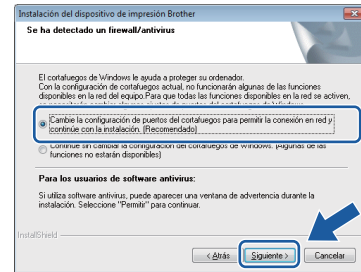 Instalación del dispositivo de impresión Brother
Se ha detectado un firewall/antivirus
El cortafuegos de Windows le ayuda a proteger su ordenador.
Con la configuración de cortafuegos actual, no funcionarán algunas de las funciones
disponibles en la red del equipo.Para que todas las funciones disponibles en la red se activen,
Cambie la configuración de puertos del cortafuegos para permitir la conexión en red y
continúe con la instalación. (Recomendado)
Continúe sin cambiar la configuración del cortafuegos de Windows. (Algunas de las
funciones no estarán disponibles)
Para los usuarios de software antivirus:
Si utiliza software antivirus, puede aparecer una ventana de advertencia durante la
instalación. Seleccione "Permitir" para continuar.
InstallShield
< Atrás
Siguiente >
Cancelar